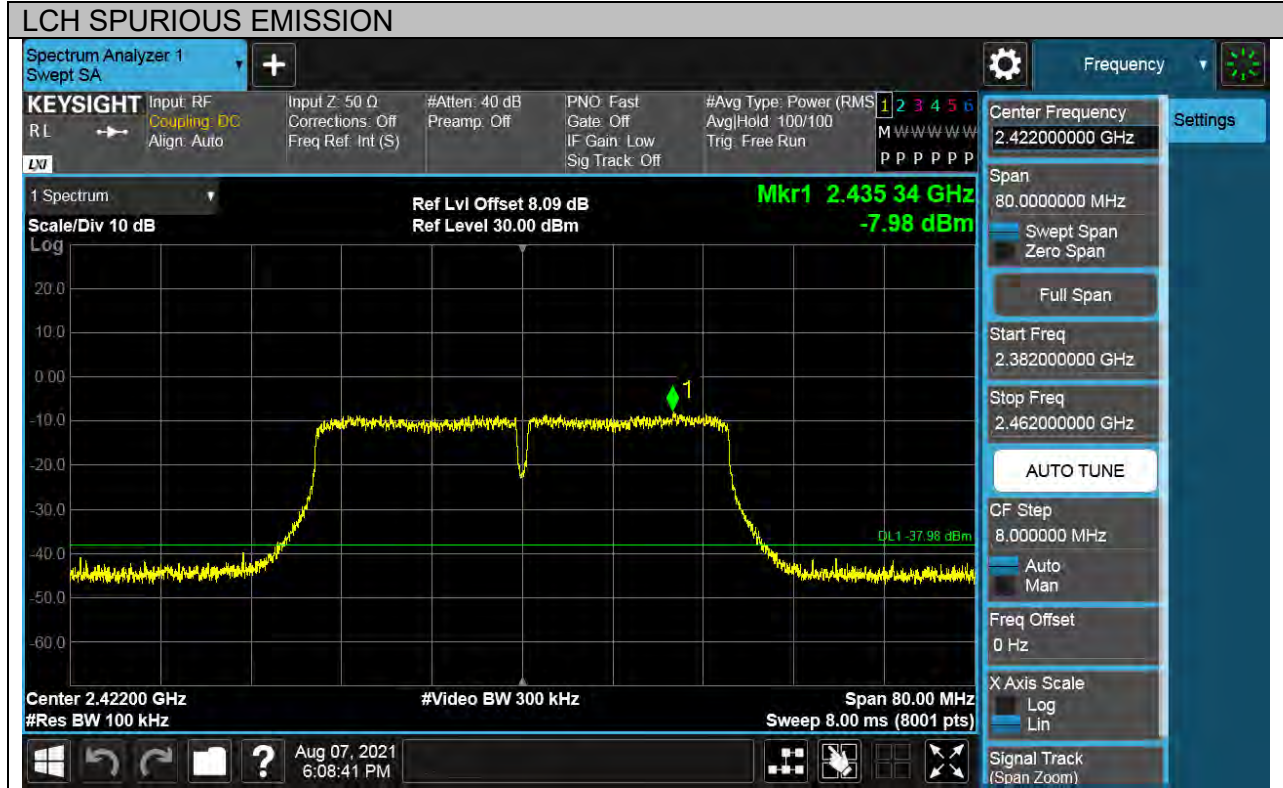 LCH SPURIOUS EMISSION
Spectrum Analyzer 1
Swept SA
+
Frequency
KEYSIGHT
RL
LXI
Input: RF
Coupling: DC
Align: Auto
Input Z: 50 Ω
Corrections: Off
Freq Ref: Int (S)
#Atten: 40 dB
Preamp: Off
PNO: Fast
Gate: Off
IF Gain: Low
Sig Track: Off
#Avg Type: Power (RMS
Avg|Hold: 100/100
Trig: Free Run
1 2 3 4 5 6
M W W W W W
P P P P P P
1 Spectrum
Scale/Div 10 dB
Ref Lvl Offset 8.09 dB
Ref Level 30.00 dBm
Mkr1 2.435 34 GHz
-7.98 dBm
Log
20.0
10.0
0.00
-10.0
-20.0
-30.0
-40.0
-50.0
-60.0
1
DL1 -37.98 dBm
Center 2.42200 GHz
#Res BW 100 kHz
#Video BW 300 kHz
Span 80.00 MHz
Sweep 8.00 ms (8001 pts)
?
Aug 07, 2021
6:08:41 PM
Center Frequency
2.422000000 GHz
Settings
Span
80.0000000 MHz
Swept Span
Zero Span
Full Span
Start Freq
2.382000000 GHz
Stop Freq
2.462000000 GHz
AUTO TUNE
CF Step
8.000000 MHz
Auto
Man
Freq Offset
0 Hz
X Axis Scale
Log
Lin
Signal Track
(Span Zoom)